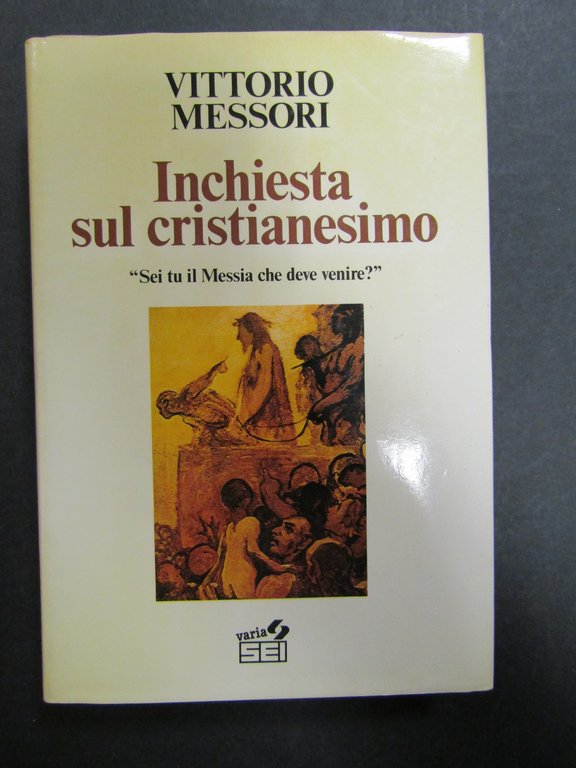 VITTORIO
MESSORI
Inchiesta
sul cristianesimo
“Sei tu il Messia che deve venire?”
varia
SEI